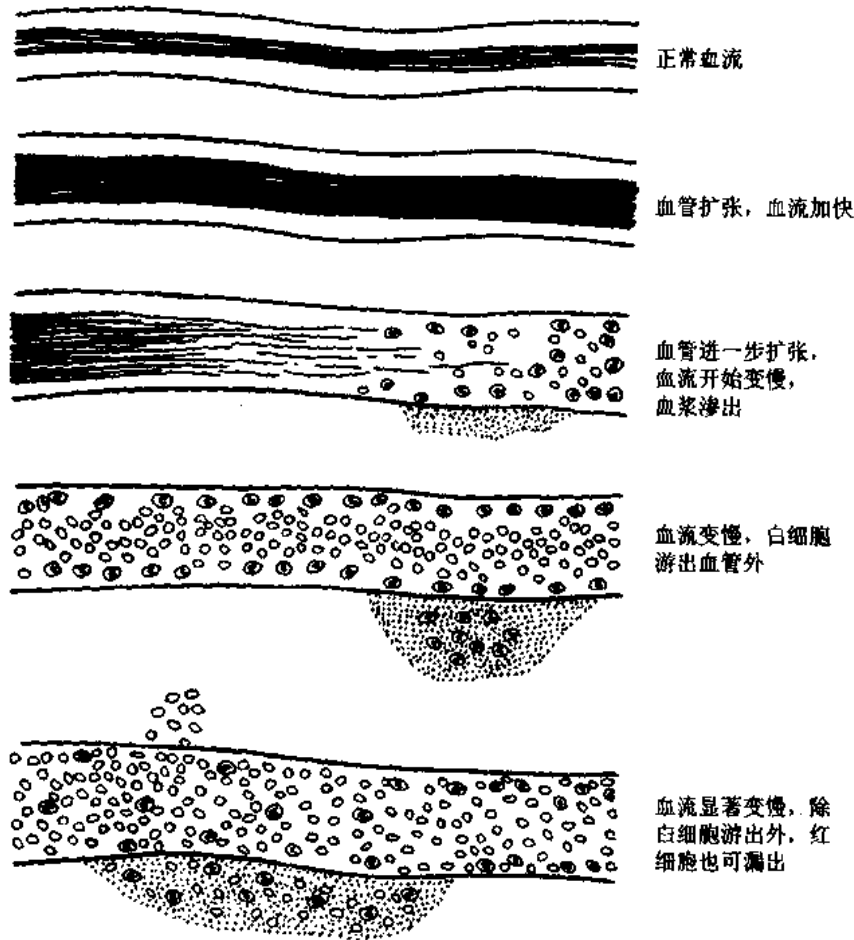 正常血流
血管扩张，血流加快
血管进一步扩张，
血流开始变慢，
血浆渗出
血流变慢，白细胞
游出血管外
血流显著变慢，除
白细胞游出外，红
细胞也可漏出